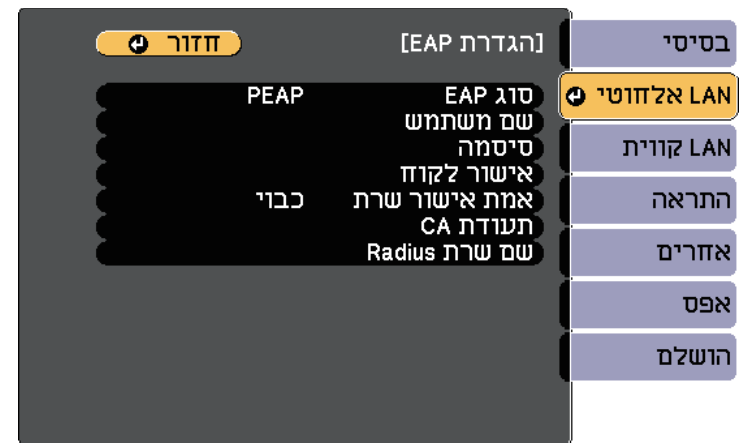 בסיסי
LAN אלחוטי
LAN קווית
התראה
אחרים
אפס
הושלם
[הגדרת EAP] חזור
סוג EAP PEAP
שם משתמש
סיסמה
אישור לקוח
אמת אישור שרת כבוי
תעודת CA
שם שרת Radius